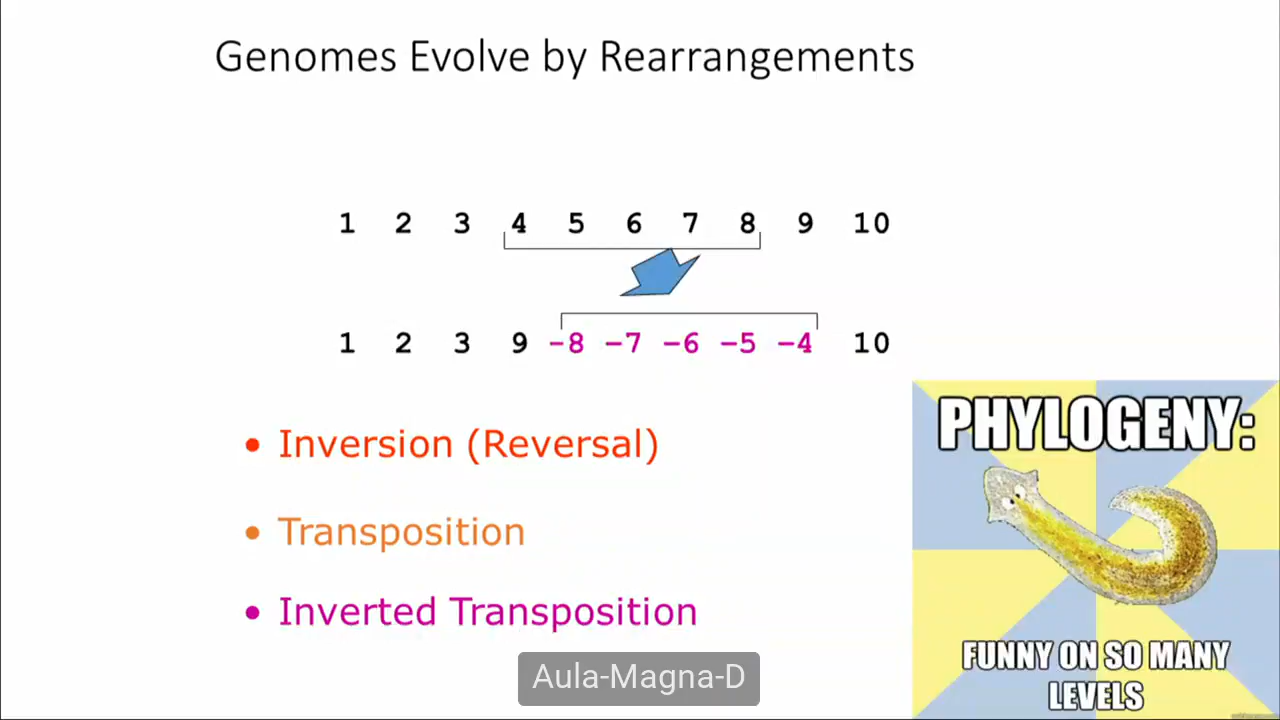 Genomes Evolve by Rearrangements
1 2 3 4 5 6 7 8 9 10
1 2 3 9 -8 -7 -6 -5 -4 10
• Inversion (Reversal)
• Transposition
• Inverted Transposition
PHYLOGENY:
FUNNY ON SO MANY
LEVELS
Aula-Magna-D